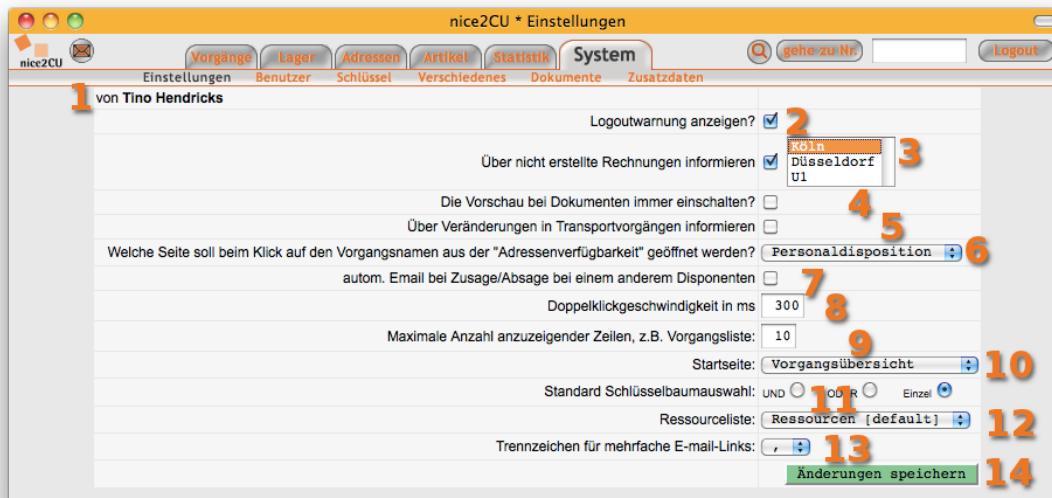 nice2CU * Einstellungen
nice2CU
Vorgänge Lager Adressen Artikel Statistik System gehe zu Nr. Logout
Einstellungen Benutzer Schlüssel Verschiedenes Dokumente Zusatzdaten
1 von Tino Hendricks
Logoutwarnung anzeigen? 2
Über nicht erstellte Rechnungen informieren Köln 3
Düsseldorf
U1
Die Vorschau bei Dokumenten immer einschalten? 4
Über Veränderungen in Transportvorgängen informieren 5
Welche Seite soll beim Klick auf den Vorgangsnamen aus der "Adressenverfügbarkeit" geöffnet werden? Personaldisposition 6
autom. Email bei Zusage/Absage bei einem anderem Disponenten 7
Doppelklickgeschwindigkeit in ms 300 8
Maximale Anzahl anzuzeigender Zeilen, z.B. Vorgangsliste: 10 9
Startseite: Vorgangsübersicht 10
Standard Schlüsselbaumauswahl: UND ODER Einzel 11
Ressourceliste: Ressourcen [default] 12
Trennzeichen für mehrfache E-mail-Links: , 13
Änderungen speichern 14